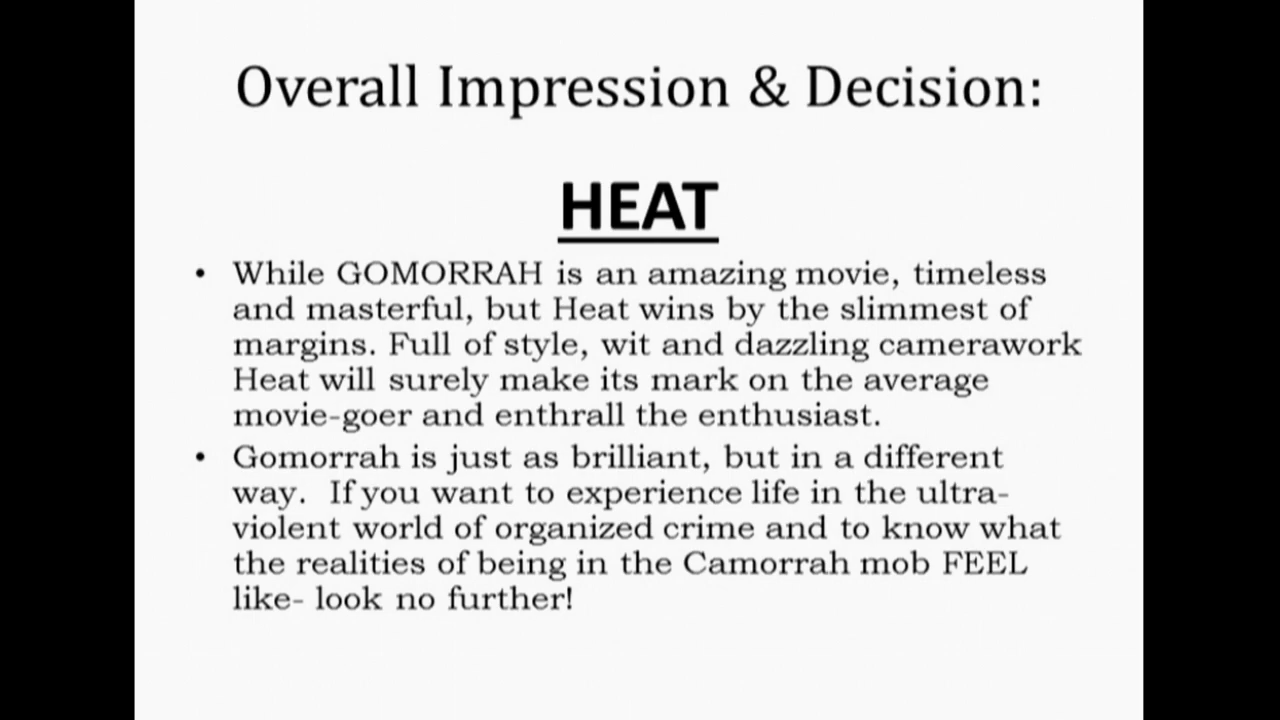 Overall Impression & Decision:
HEAT
• While GOMORRAH is an amazing movie, timeless
and masterful, but Heat wins by the slimmest of
margins. Full of style, wit and dazzling camerawork
Heat will surely make its mark on the average
movie-goer and enthrall the enthusiast.
• Gomorrah is just as brilliant, but in a different
way. If you want to experience life in the ultra-
violent world of organized crime and to know what
the realities of being in the Camorrah mob FEEL
like- look no further!